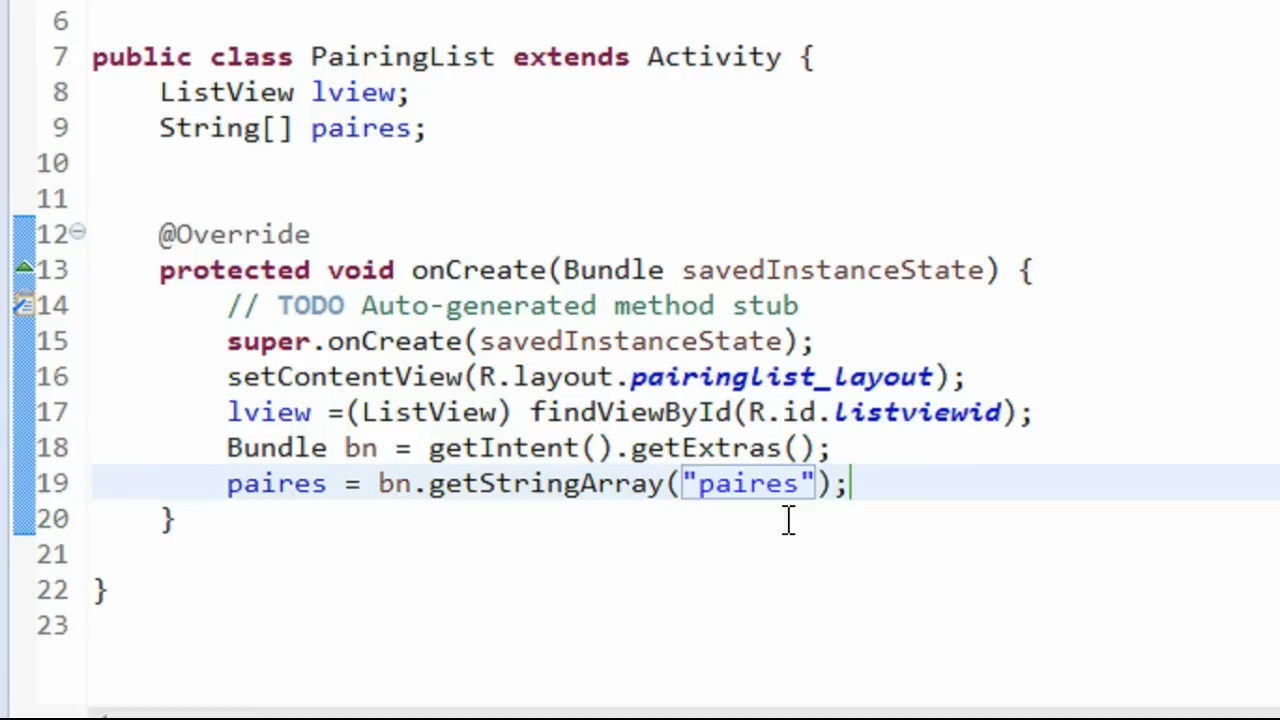 6
7 public class PairingList extends Activity {
8 ListView lview;
9 String[] paires;
10
11
12 @Override
13 protected void onCreate(Bundle savedInstanceState) {
14 // TODO Auto-generated method stub
15 super.onCreate(savedInstanceState);
16 setContentView(R.layout.pairinglist_layout);
17 lview =(ListView) findViewById(R.id.listviewid);
18 Bundle bn = getIntent().getExtras();
19 paires = bn.getStringArray("paires");
20 }
21
22 }
23